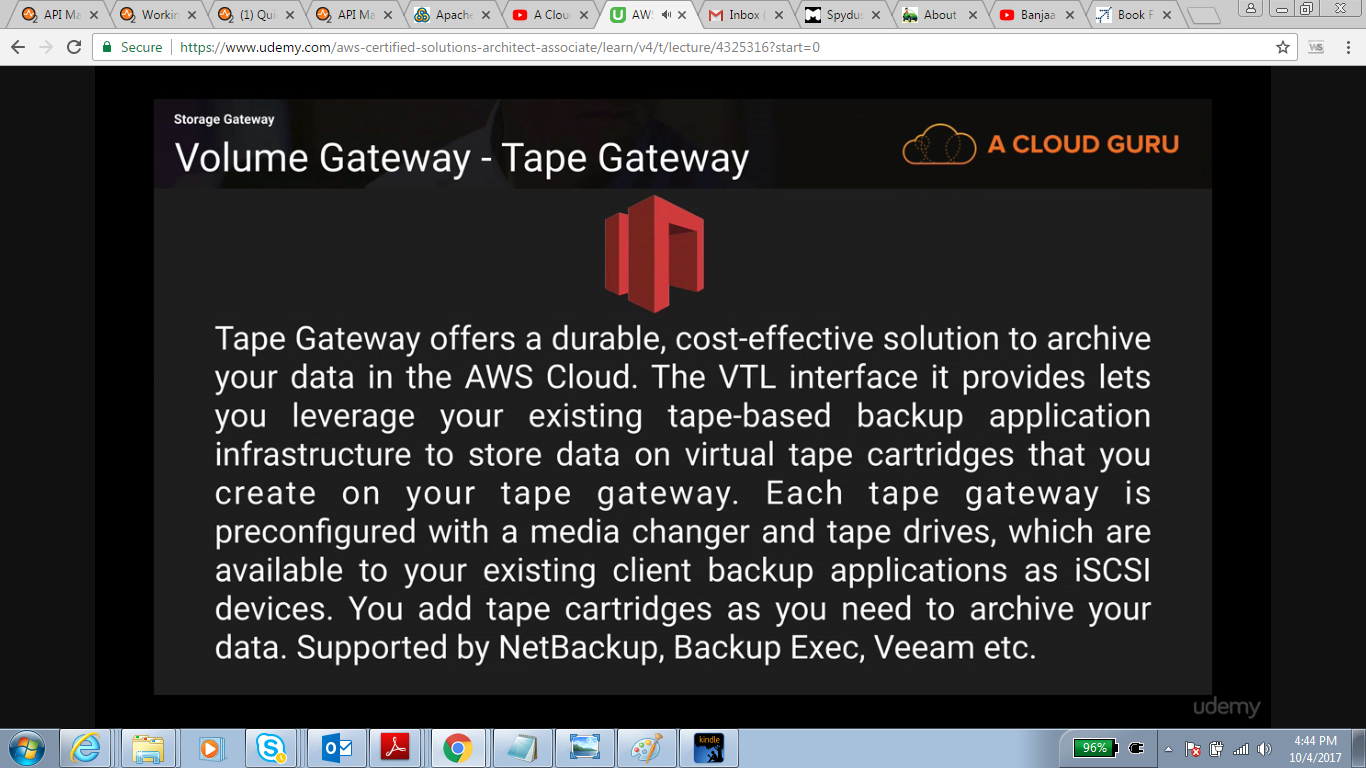 API Ma
Workin
(1) Qui
API Ma
Apache
A Clou
AWS
Inbox (
Spydus
About
Banjaa
Book F
Secure
https://www.udemy.com/aws-certified-solutions-architect-associate/learn/v4/t/lecture/4325316?start=0
Storage Gateway
Volume Gateway - Tape Gateway
A CLOUD GURU
Tape Gateway offers a durable, cost-effective solution to archive
your data in the AWS Cloud. The VTL interface it provides lets
you leverage your existing tape-based backup application
infrastructure to store data on virtual tape cartridges that you
create on your tape gateway. Each tape gateway is
preconfigured with a media changer and tape drives, which are
available to your existing client backup applications as iSCSI
devices. You add tape cartridges as you need to archive your
data. Supported by NetBackup, Backup Exec, Veeam etc.
udemy
kindle
96%
4:44 PM
10/4/2017